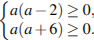 a(a − 2) ≥ 0,
a(a + 6) ≥ 0.